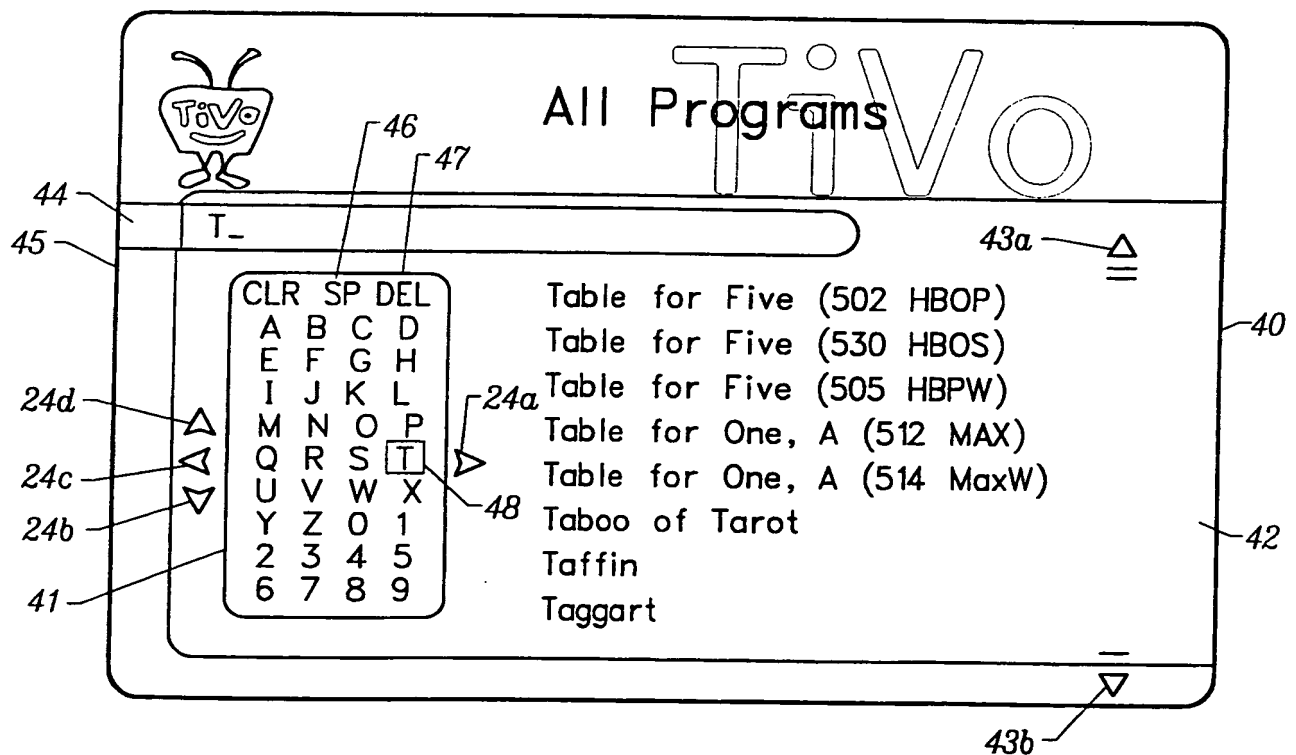 TiVo
TiVo
All Programs
46
47
44
T_
45
43a
CLR SP DEL
A B C D
E F G H
I J K L
M N O P
Q R S T
U V W X
Y Z 0 1
2 3 4 5
6 7 8 9
Table for Five (502 HBOP)
Table for Five (530 HBOS)
Table for Five (505 HBPW)
Table for One, A (512 MAX)
Table for One, A (514 MaxW)
Taboo of Tarot
Taffin
Taggart
40
24d
24a
24c
48
24b
42
41
43b